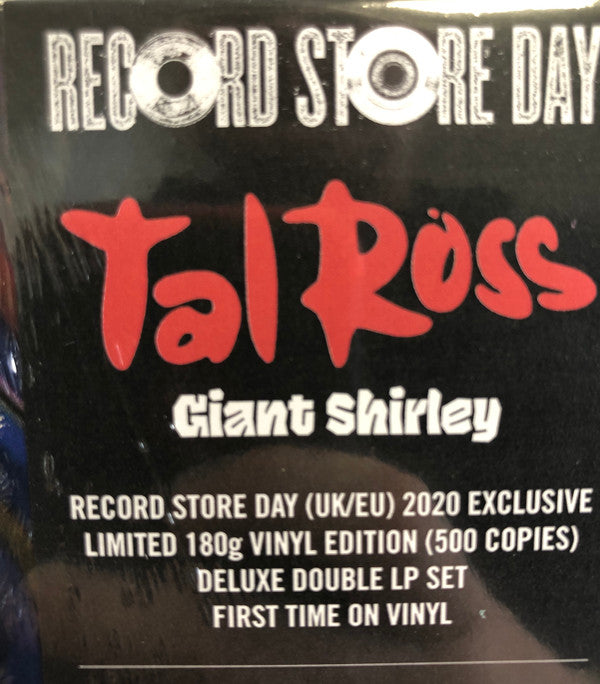 RECORD STORE DAY
Tal Ross
Giant Shirley
RECORD STORE DAY (UK/EU) 2020 EXCLUSIVE
LIMITED 180g VINYL EDITION (500 COPIES)
DELUXE DOUBLE LP SET
FIRST TIME ON VINYL